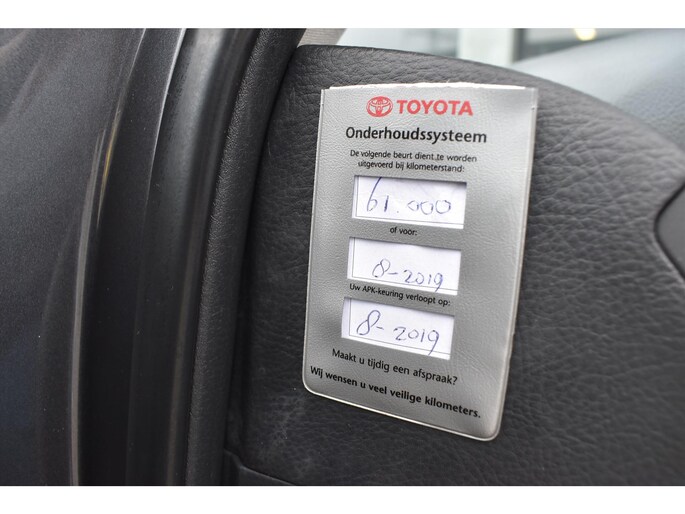 TOYOTA
Onderhoudssysteem
De volgende beurt dient te worden
uitgevoerd bij kilometerstand:
61.000
of voor:
8-2019
Uw APK-keuring verloopt op:
8-2019
Maakt u tijdig een afspraak?
Wij wensen u veel veilige kilometers.